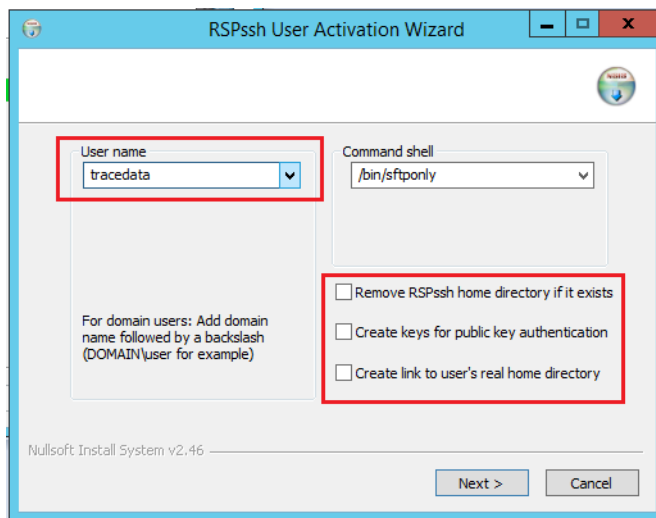 RSPssh User Activation Wizard
User name
tracedata
Command shell
/bin/sftponly
For domain users: Add domain
name followed by a backslash
(DOMAIN\user for example)
Remove RSPssh home directory if it exists
Create keys for public key authentication
Create link to user's real home directory
Nullsoft Install System v2.46
Next >
Cancel